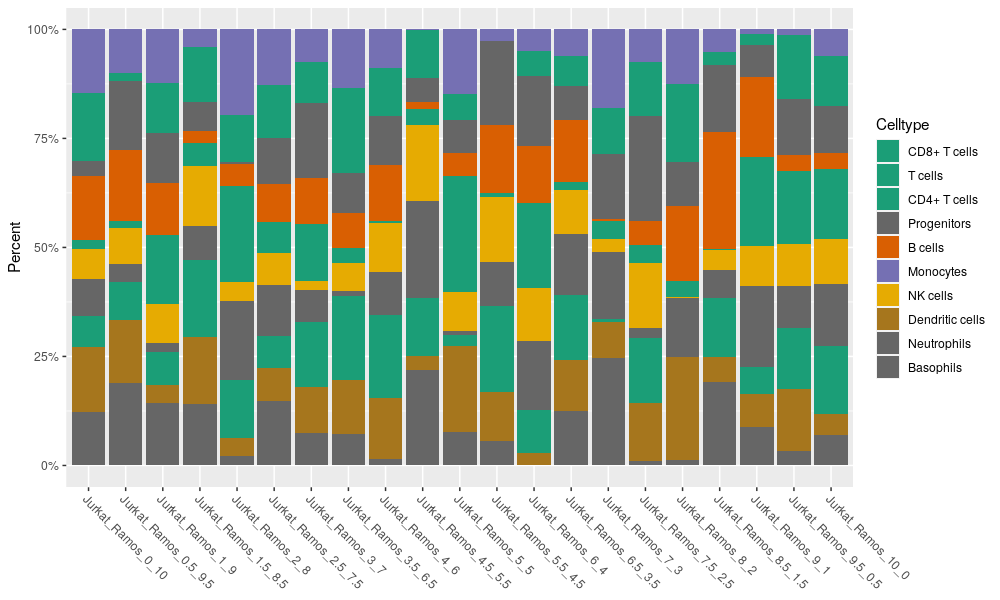 Percent
100%
75%
50%
25%
0%
Jurkat_Ramos_0_10
Jurkat_Ramos_0.5_9.5
Jurkat_Ramos_1_9
Jurkat_Ramos_1.5_8.5
Jurkat_Ramos_2_8
Jurkat_Ramos_2.5_7.5
Jurkat_Ramos_3_7
Jurkat_Ramos_3.5_6.5
Jurkat_Ramos_4_6
Jurkat_Ramos_4.5_5.5
Jurkat_Ramos_5_5
Jurkat_Ramos_5.5_4.5
Jurkat_Ramos_6_4
Jurkat_Ramos_6.5_3.5
Jurkat_Ramos_7_3
Jurkat_Ramos_7.5_2.5
Jurkat_Ramos_8_2
Jurkat_Ramos_8.5_1.5
Jurkat_Ramos_9_1
Jurkat_Ramos_9.5_0.5
Jurkat_Ramos_10_0
Celltype
CD8+ T cells
T cells
CD4+ T cells
Progenitors
B cells
Monocytes
NK cells
Dendritic cells
Neutrophils
Basophils